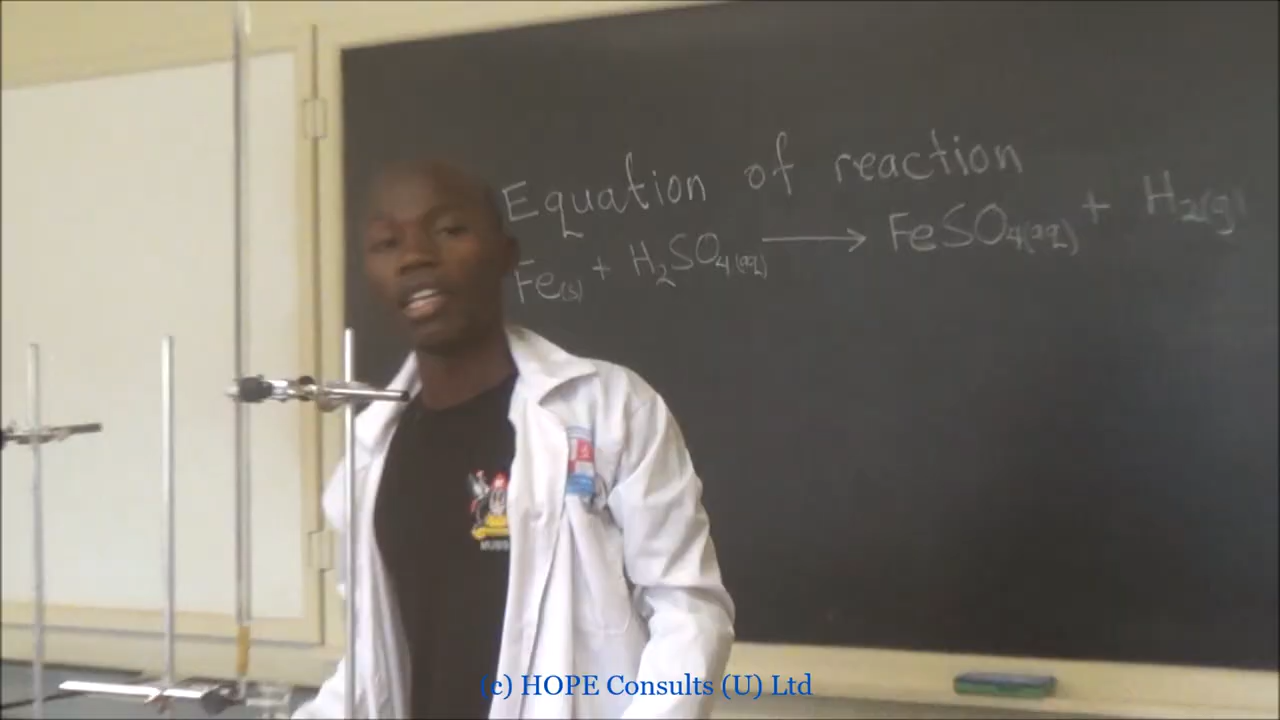 Equation of reaction
Fe(s) + H₂SO₄(aq) ⟶ FeSO₄(aq) + H₂(g)
(c) HOPE Consults (U) Ltd